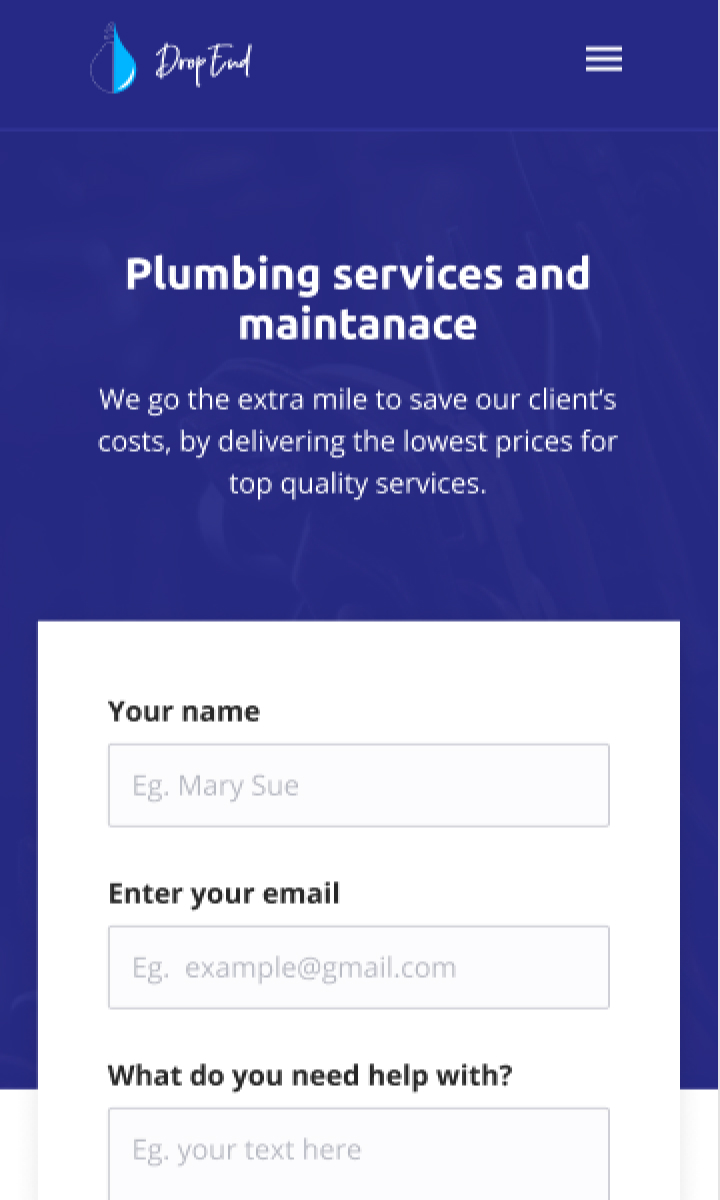 Drop End
Plumbing services and
maintanace
We go the extra mile to save our client’s
costs, by delivering the lowest prices for
top quality services.
Your name
Eg. Mary Sue
Enter your email
Eg.  example@gmail.com
What do you need help with?
Eg. your text here